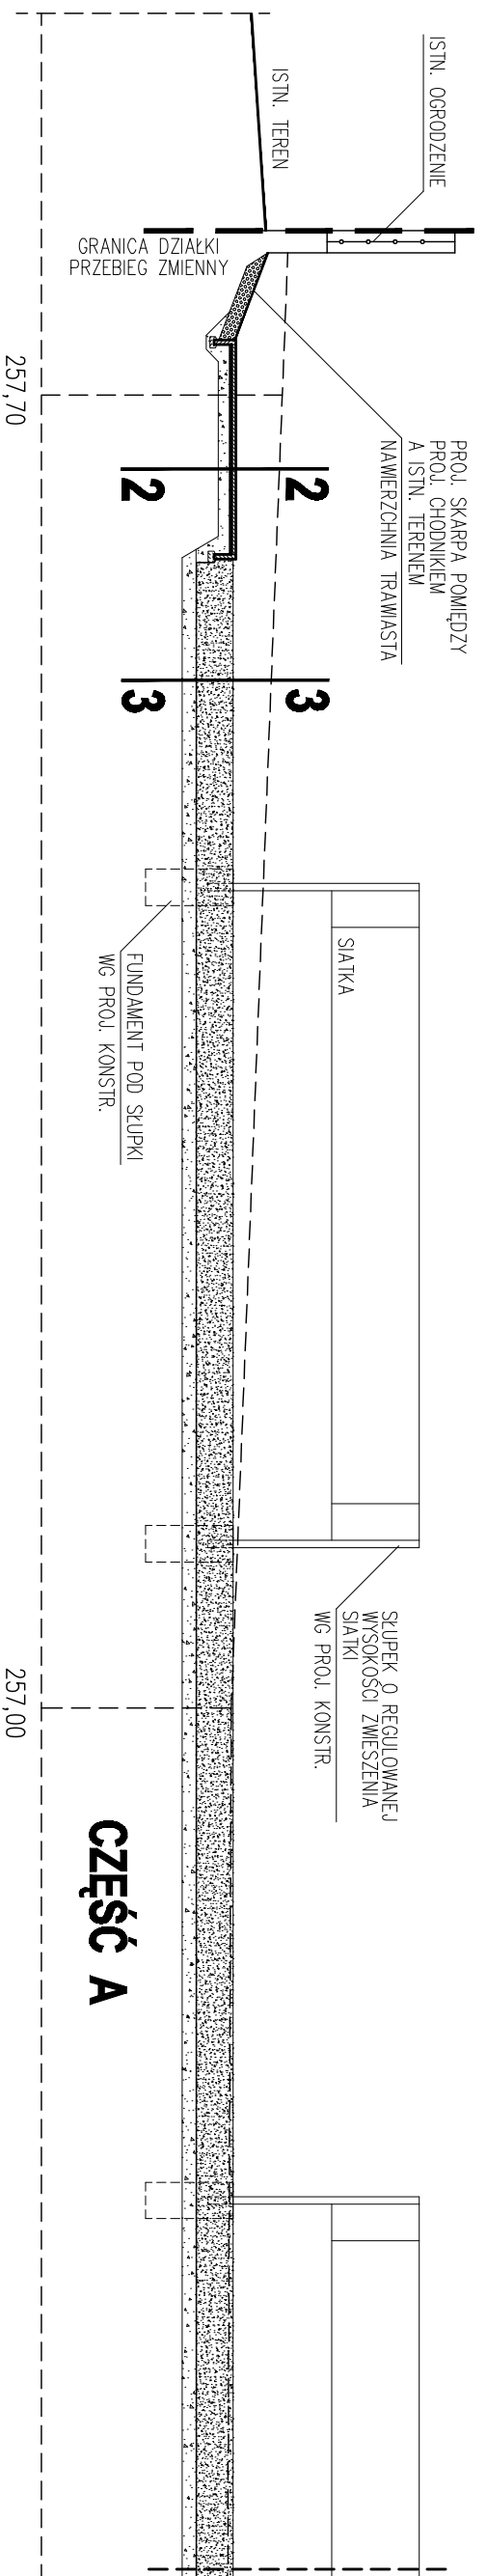 ISTN. OGRODZENIE
ISTN. TEREN
GRANICA DZIAŁKI
PRZEBIEG ZMIENNY
257,70
PROJ. SKARPA POMIĘDZY
PROJ. CHODNIKIEM
A ISTN. TERENEM
NAWIERZCHNIA TRAWIASTA
2
2
3
3
SIATKA
FUNDAMENT POD SŁUPKI
WG PROJ. KONSTR.
SŁUPEK O REGULOWANEJ
WYSOKOŚCI ZWIESZENIA
SIATKI
WG PROJ. KONSTR.
257,00
CZĘŚĆ A